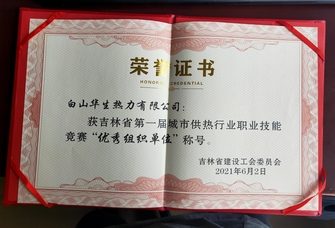 荣誉证书
白山华生热力有限公司：
获吉林省第一届城市供热行业职业技能
竞赛“优秀组织单位”称号。
吉林省建设工会委员会
2021年6月2日